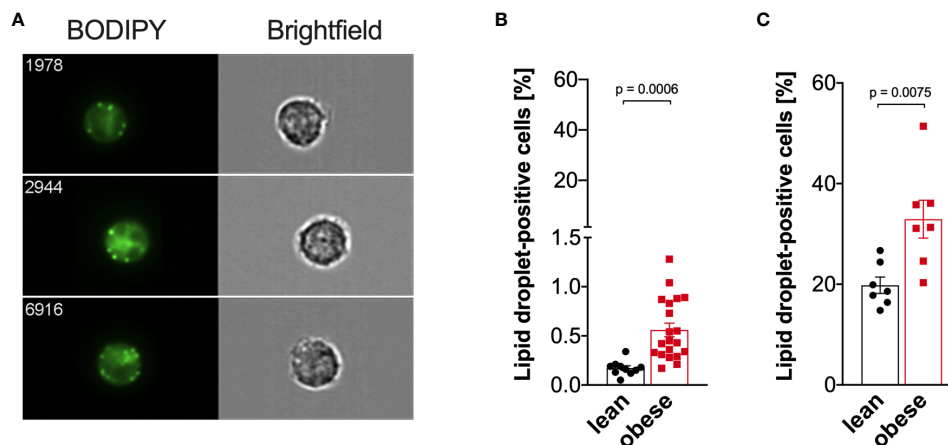 A
BODIPY
Brightfield
1978
2944
6916
B
Lipid droplet-positive cells [%]
60
40
20
1.5
1.0
0.5
0.0
p = 0.0006
lean
obese
C
Lipid droplet-positive cells [%]
60
40
20
0
p = 0.0075
lean
obese